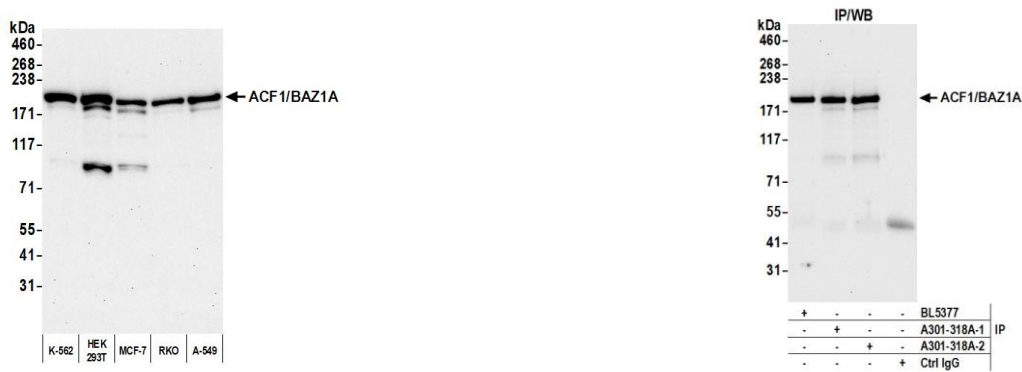 kDa
460-
268-
238-
171-
117-
71-
55-
41-
31-
ACF1/BAZ1A
K-562
HEK
293T
MCF-7
RKO
A-549
IP/WB
kDa
460-
268-
238-
171-
117-
71-
55-
41-
31-
ACF1/BAZ1A
+ - - - BL5377
- + - - A301-318A-1 IP
- - + - A301-318A-2
- - - + Ctrl IgG